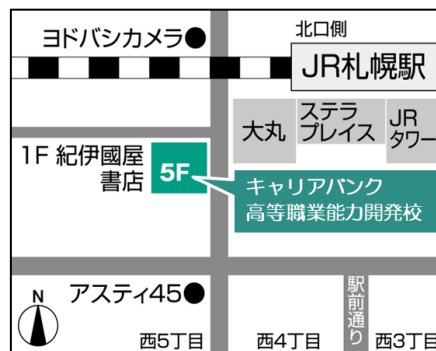 北口側
ヨドバシカメラ
JR札幌駅
大丸
ステラ
プレイス
JR
タワー
1F 紀伊國屋
書店
5F
キャリアバンク
高等職業能力開発校
N
アスティ45
駅前通り
西5丁目
西4丁目
西3丁目